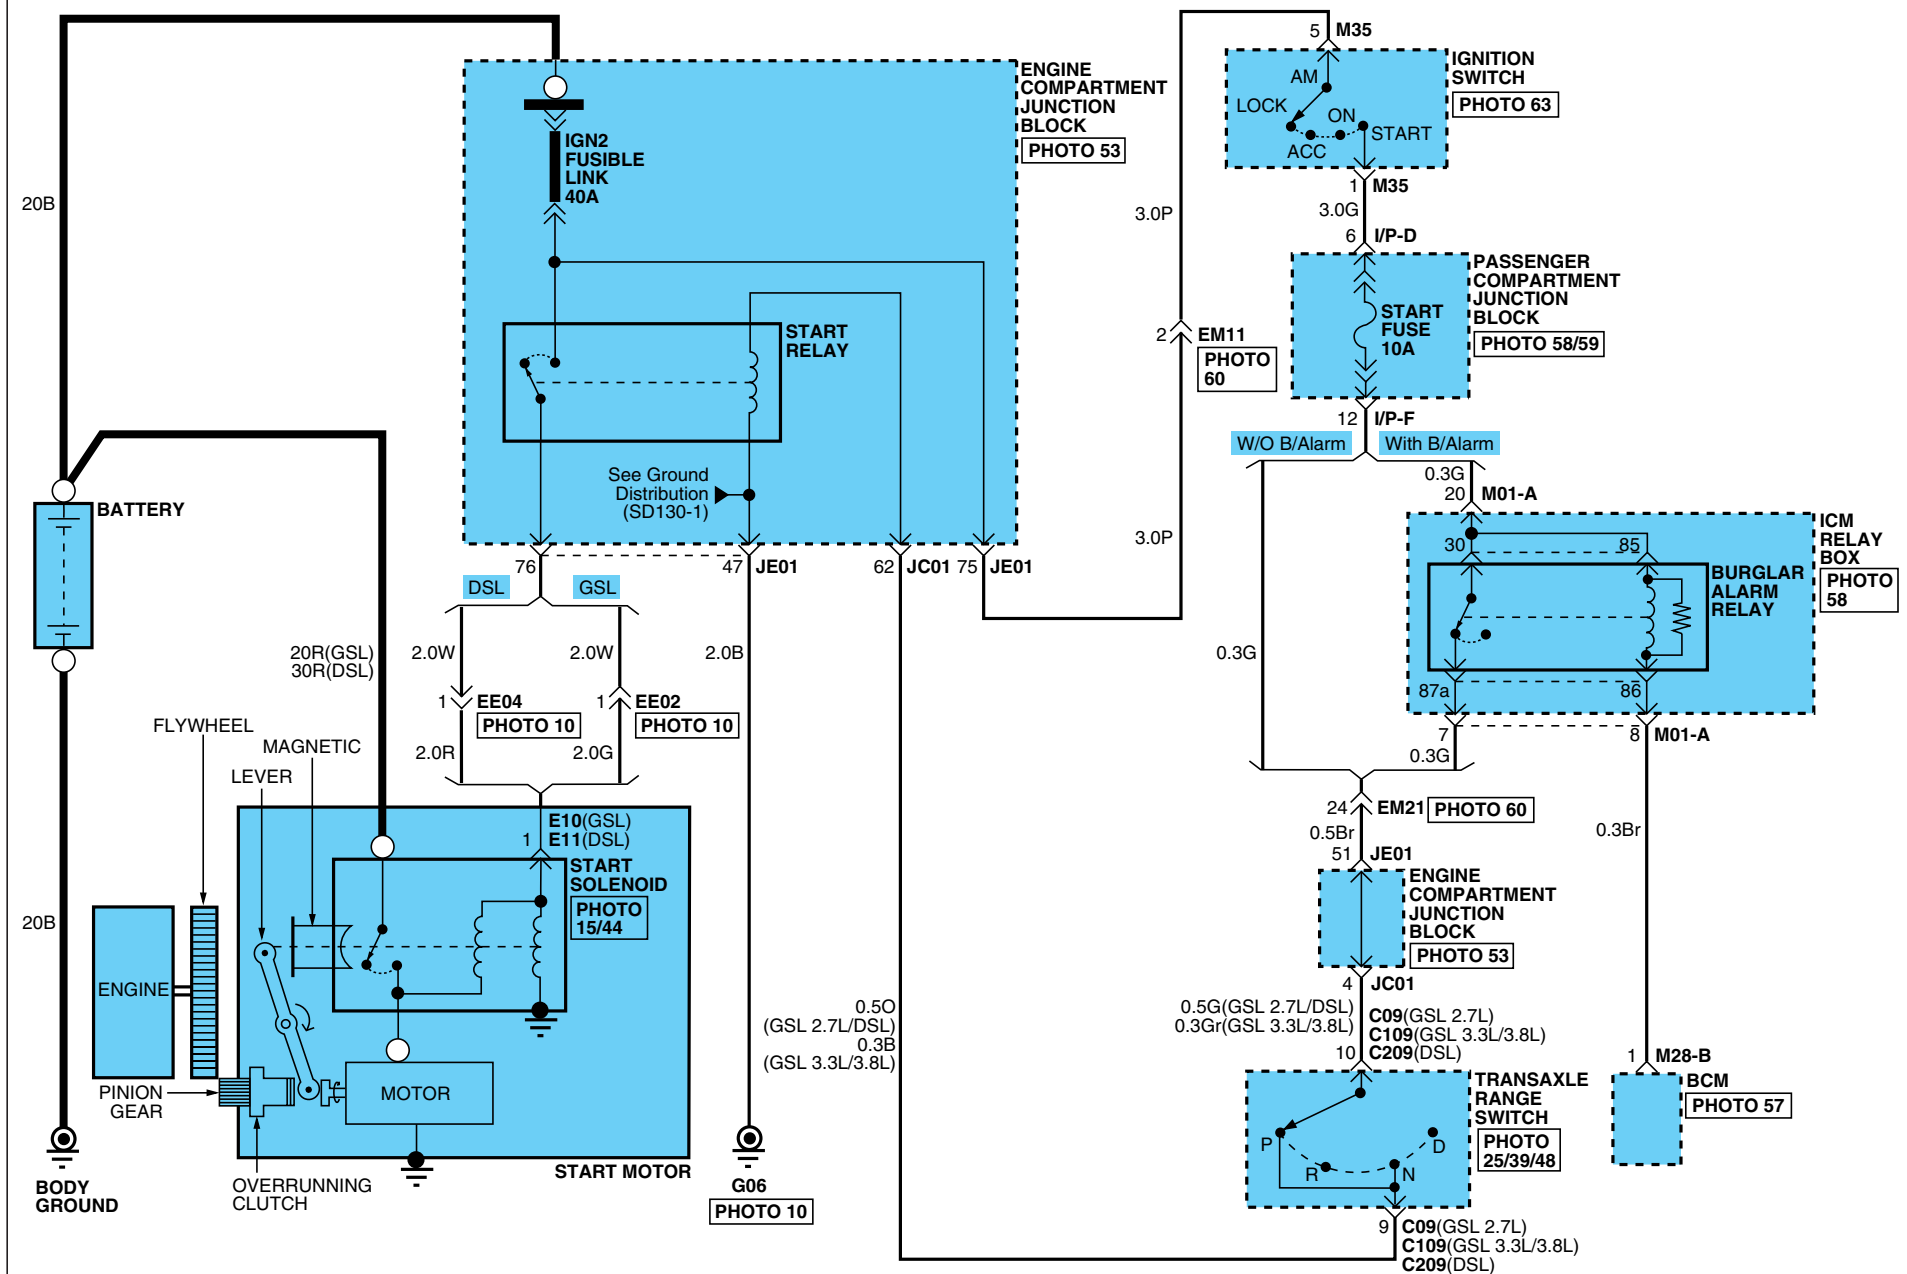 5 M35
IGNITION
SWITCH
PHOTO 63
AM
LOCK
ON
START
ACC
1 M35
3.0G
6 I/P-D
ENGINE
COMPARTMENT
JUNCTION
BLOCK
PHOTO 53
IGN2
FUSIBLE
LINK
40A
20B
3.0P
PASSENGER
COMPARTMENT
JUNCTION
BLOCK
PHOTO 58/59
START
FUSE
10A
START
RELAY
2 EM11
PHOTO
60
12 I/P-F
W/O B/Alarm
With B/Alarm
0.3G
20 M01-A
See Ground
Distribution
(SD130-1)
BATTERY
3.0P
ICM
RELAY
BOX
PHOTO
58
30
85
BURGLAR
ALARM
RELAY
76
47 JE01
62 JC01
75 JE01
DSL
GSL
20R(GSL)
30R(DSL)
2.0W
2.0W
2.0B
0.3G
87a
86
1 EE04
PHOTO 10
1 EE02
PHOTO 10
7
8 M01-A
0.3G
2.0R
2.0G
FLYWHEEL
MAGNETIC
LEVER
24 EM21
PHOTO 60
0.5Br
0.3Br
51 JE01
E10(GSL)
1 E11(DSL)
START
SOLENOID
PHOTO
15/44
ENGINE
COMPARTMENT
JUNCTION
BLOCK
PHOTO 53
20B
ENGINE
4 JC01
0.5O
(GSL 2.7L/DSL)
0.3B
(GSL 3.3L/3.8L)
0.5G(GSL 2.7L/DSL)
0.3Gr(GSL 3.3L/3.8L)
C09(GSL 2.7L)
C109(GSL 3.3L/3.8L)
10 C209(DSL)
1 M28-B
BCM
PHOTO 57
PINION
GEAR
MOTOR
TRANSAXLE
RANGE
SWITCH
PHOTO
25/39/48
P
R
N
D
START MOTOR
BODY
GROUND
OVERRUNNING
CLUTCH
G06
PHOTO 10
9 C09(GSL 2.7L)
C109(GSL 3.3L/3.8L)
C209(DSL)